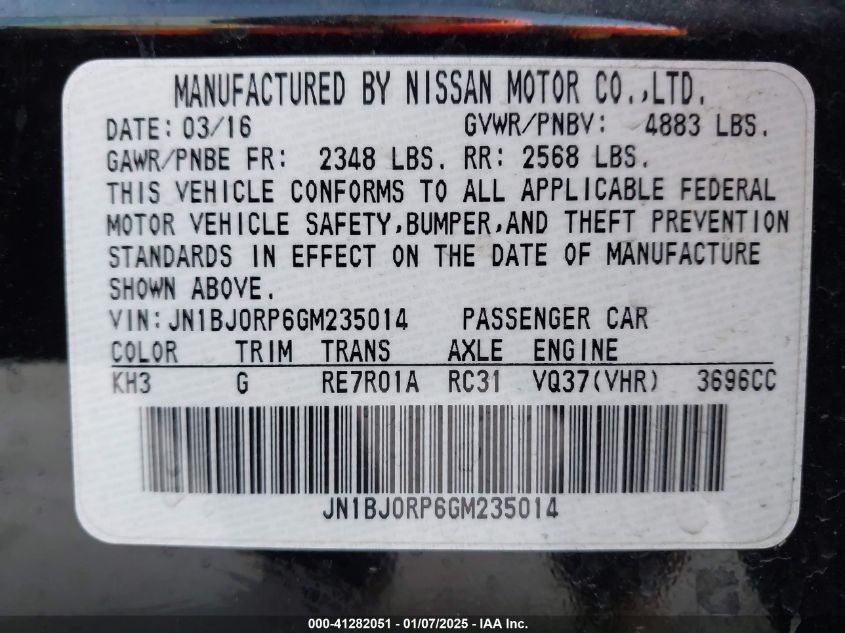 MANUFACTURED BY NISSAN MOTOR CO.,LTD.
DATE: 03/16 GVWR/PNBV: 4883 LBS.
GAWR/PNBE FR: 2348 LBS. RR: 2568 LBS.
THIS VEHICLE CONFORMS TO ALL APPLICABLE FEDERAL
MOTOR VEHICLE SAFETY,BUMPER,AND THEFT PREVENTION
STANDARDS IN EFFECT ON THE DATE OF MANUFACTURE
SHOWN ABOVE.
VIN:JN1BJ0RP6GM235014 PASSENGER CAR
COLOR TRIM TRANS AXLE ENGINE
KH3 G RE7R01A RC31 VQ37(VHR) 3696CC
JN1BJ0RP6GM235014
000-41282051 - 01/07/2025 - IAA Inc.